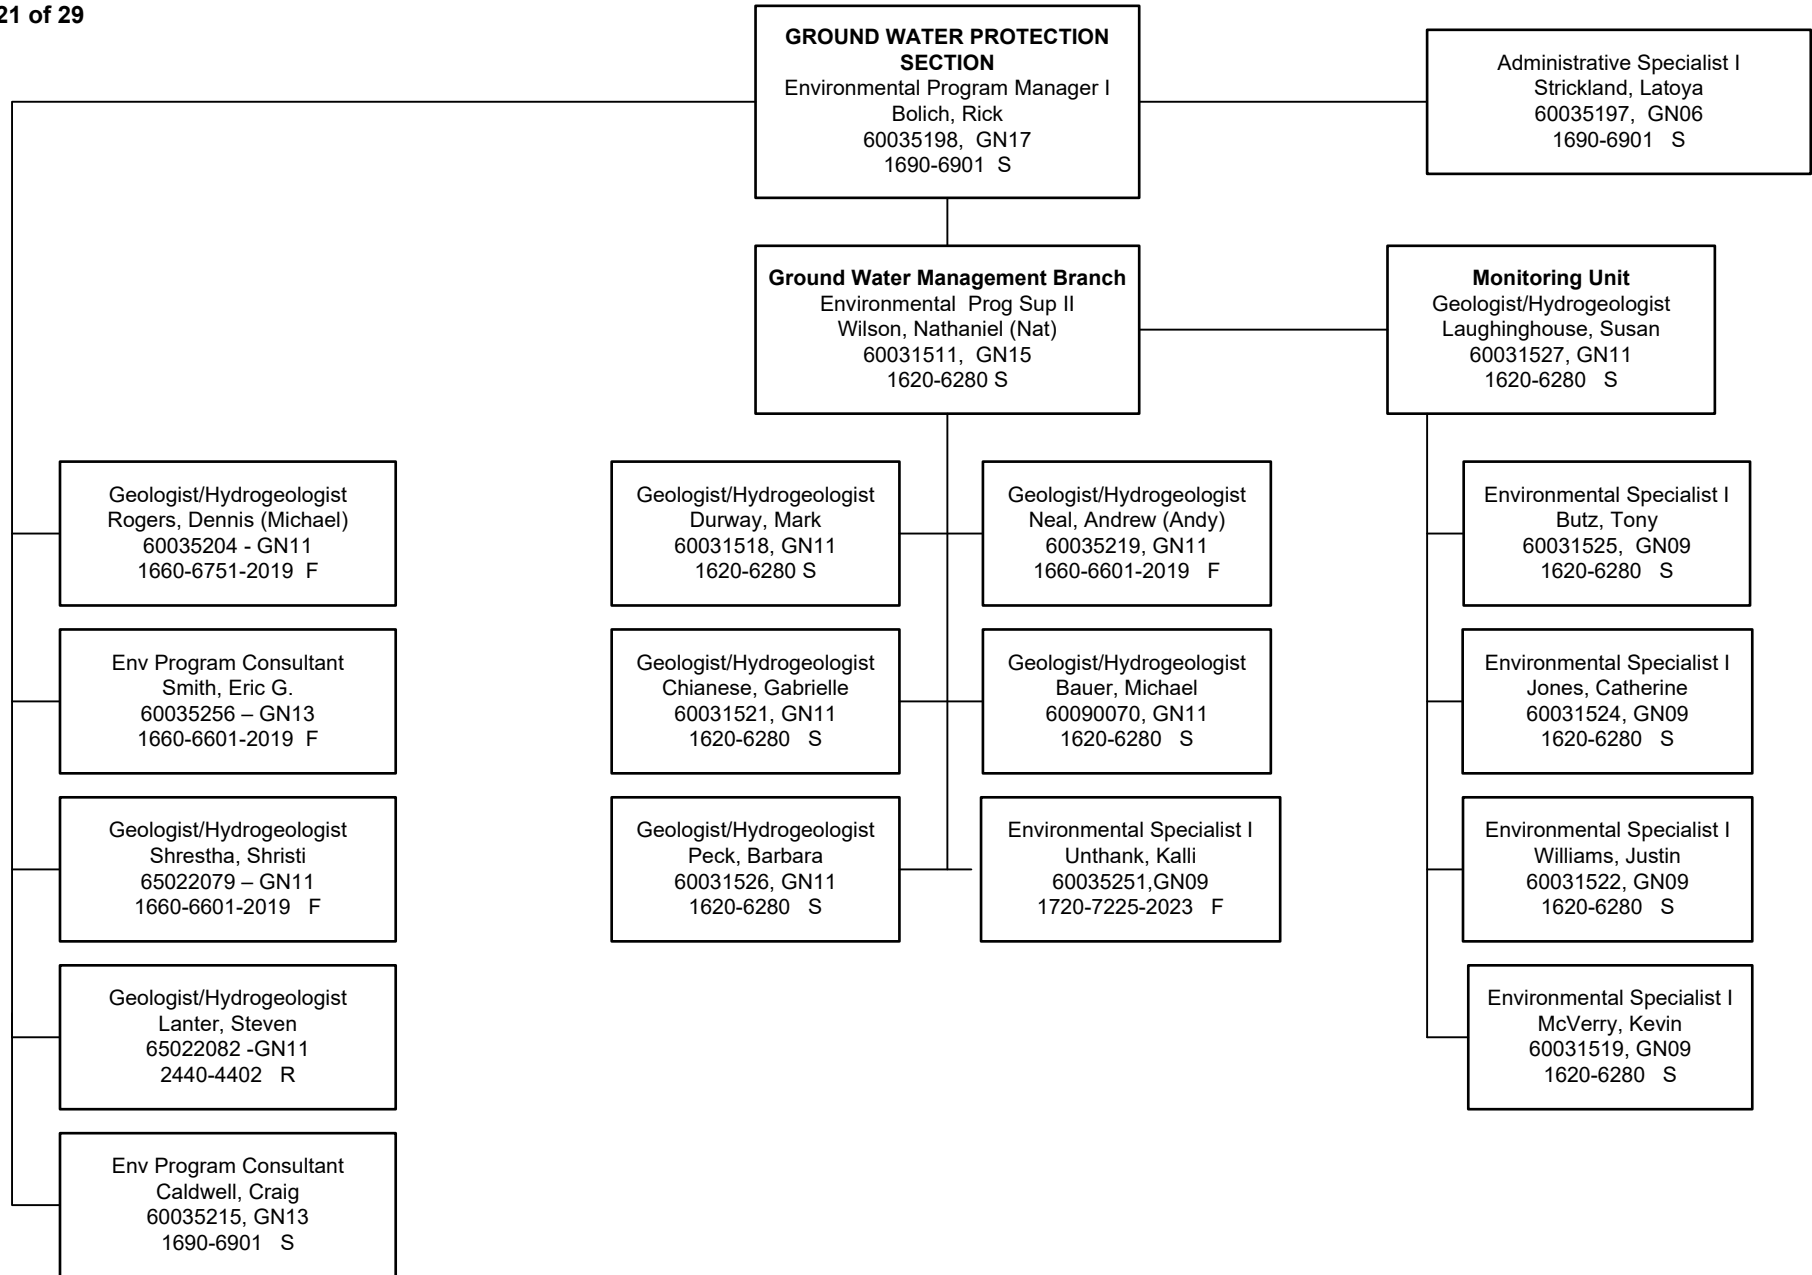 21 of 29
GROUND WATER PROTECTION
SECTION
Environmental Program Manager I
Bolich, Rick
60035198, GN17
1690-6901 S
Administrative Specialist I
Strickland, Latoya
60035197, GN06
1690-6901 S
Ground Water Management Branch
Environmental Prog Sup II
Wilson, Nathaniel (Nat)
60031511, GN15
1620-6280 S
Monitoring Unit
Geologist/Hydrogeologist
Laughinghouse, Susan
60031527, GN11
1620-6280 S
Geologist/Hydrogeologist
Rogers, Dennis (Michael)
60035204 - GN11
1660-6751-2019 F
Env Program Consultant
Smith, Eric G.
60035256 – GN13
1660-6601-2019 F
Geologist/Hydrogeologist
Shrestha, Shristi
65022079 – GN11
1660-6601-2019 F
Geologist/Hydrogeologist
Lanter, Steven
65022082 -GN11
2440-4402 R
Env Program Consultant
Caldwell, Craig
60035215, GN13
1690-6901 S
Geologist/Hydrogeologist
Durway, Mark
60031518, GN11
1620-6280 S
Geologist/Hydrogeologist
Chianese, Gabrielle
60031521, GN11
1620-6280 S
Geologist/Hydrogeologist
Peck, Barbara
60031526, GN11
1620-6280 S
Geologist/Hydrogeologist
Neal, Andrew (Andy)
60035219, GN11
1660-6601-2019 F
Geologist/Hydrogeologist
Bauer, Michael
60090070, GN11
1620-6280 S
Environmental Specialist I
Unthank, Kalli
60035251,GN09
1720-7225-2023 F
Environmental Specialist I
Butz, Tony
60031525, GN09
1620-6280 S
Environmental Specialist I
Jones, Catherine
60031524, GN09
1620-6280 S
Environmental Specialist I
Williams, Justin
60031522, GN09
1620-6280 S
Environmental Specialist I
McVerry, Kevin
60031519, GN09
1620-6280 S